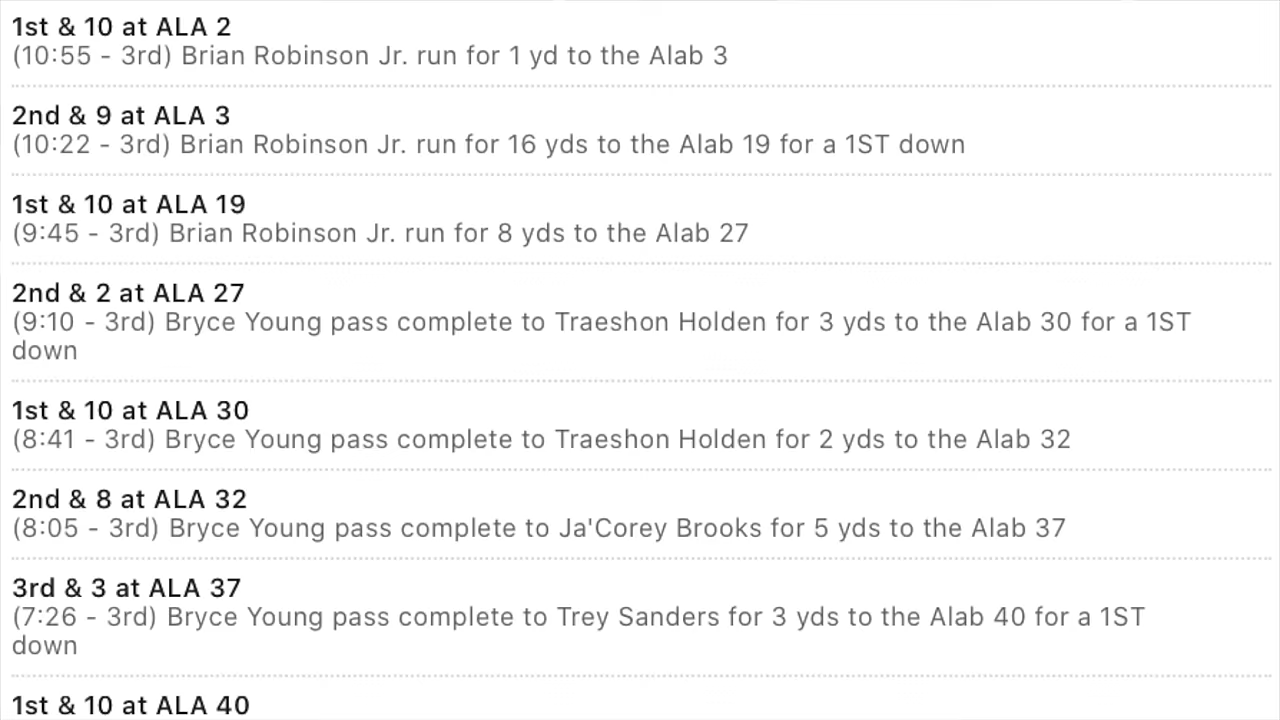 1st & 10 at ALA 2
(10:55 - 3rd) Brian Robinson Jr. run for 1 yd to the Alab 3
2nd & 9 at ALA 3
(10:22 - 3rd) Brian Robinson Jr. run for 16 yds to the Alab 19 for a 1ST down
1st & 10 at ALA 19
(9:45 - 3rd) Brian Robinson Jr. run for 8 yds to the Alab 27
2nd & 2 at ALA 27
(9:10 - 3rd) Bryce Young pass complete to Traeshon Holden for 3 yds to the Alab 30 for a 1ST
down
1st & 10 at ALA 30
(8:41 - 3rd) Bryce Young pass complete to Traeshon Holden for 2 yds to the Alab 32
2nd & 8 at ALA 32
(8:05 - 3rd) Bryce Young pass complete to Ja'Corey Brooks for 5 yds to the Alab 37
3rd & 3 at ALA 37
(7:26 - 3rd) Bryce Young pass complete to Trey Sanders for 3 yds to the Alab 40 for a 1ST
down
1st & 10 at ALA 40